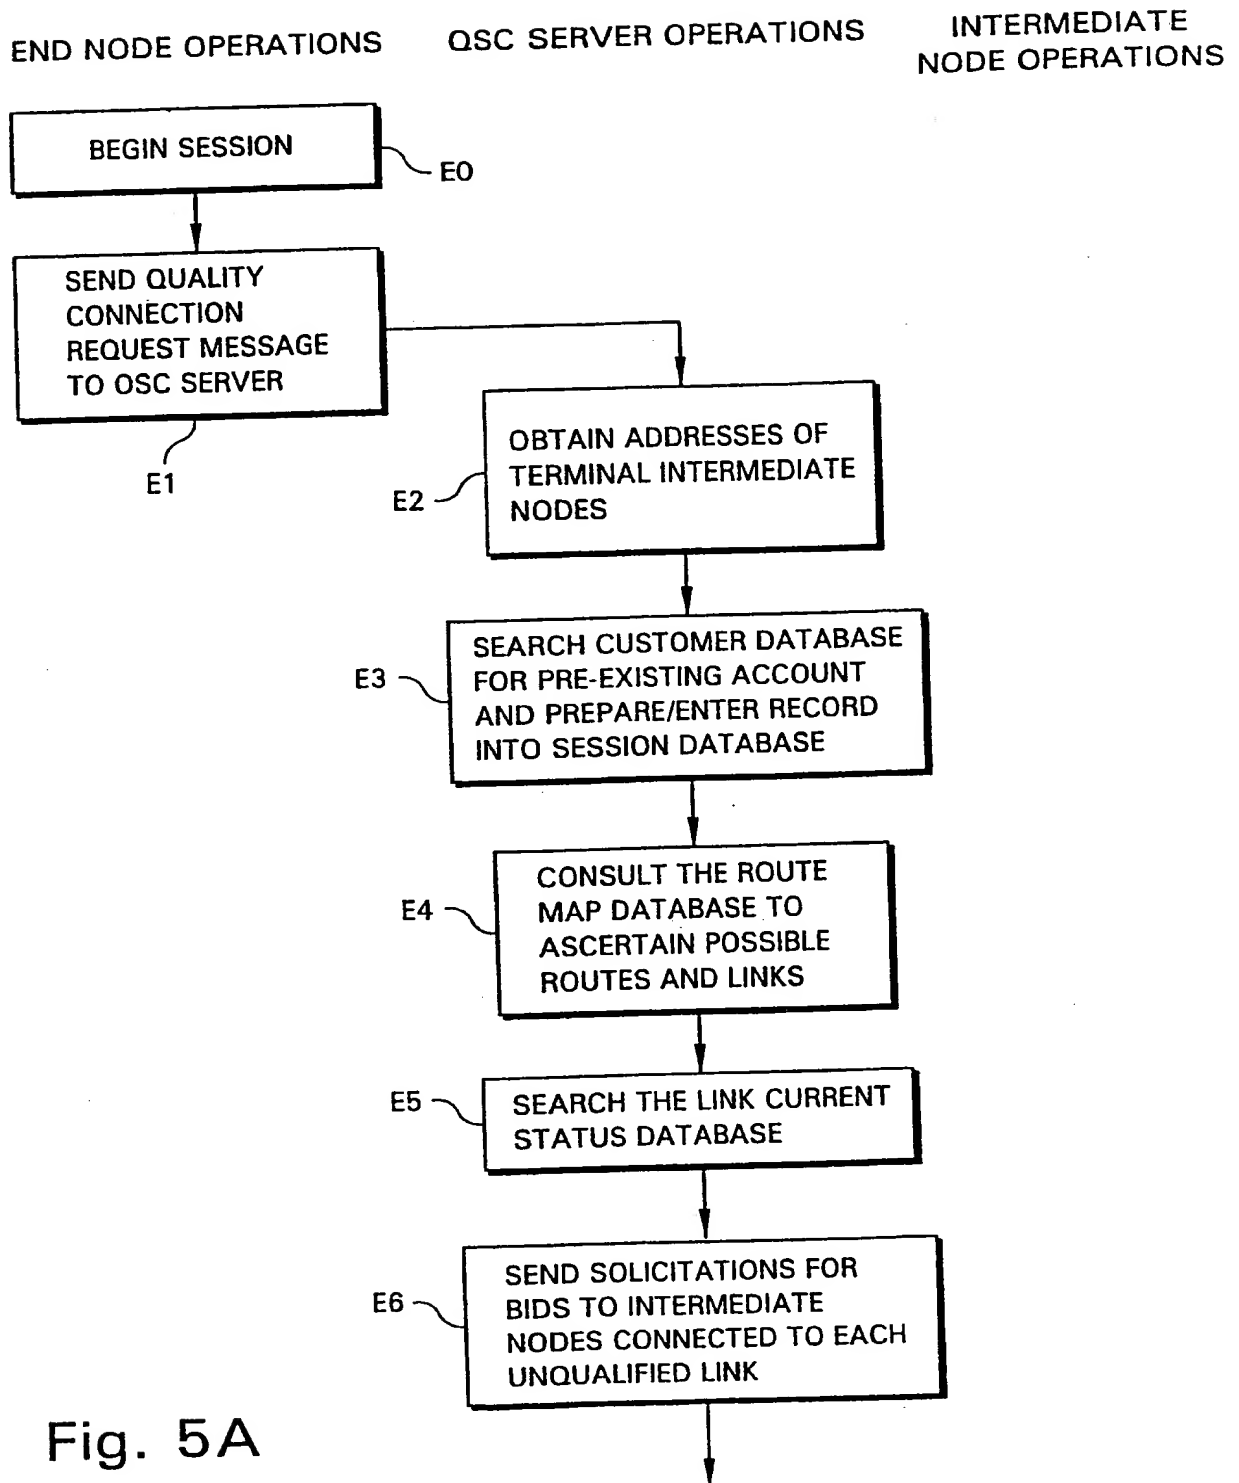 END NODE OPERATIONS
QSC SERVER OPERATIONS
INTERMEDIATE
NODE OPERATIONS
BEGIN SESSION
E0
SEND QUALITY
CONNECTION
REQUEST MESSAGE
TO QSC SERVER
E1
OBTAIN ADDRESSES OF
TERMINAL INTERMEDIATE
NODES
E2
SEARCH CUSTOMER DATABASE
FOR PRE-EXISTING ACCOUNT
AND PREPARE/ENTER RECORD
INTO SESSION DATABASE
E3
CONSULT THE ROUTE
MAP DATABASE TO
ASCERTAIN POSSIBLE
ROUTES AND LINKS
E4
SEARCH THE LINK CURRENT
STATUS DATABASE
E5
SEND SOLICITATIONS FOR
BIDS TO INTERMEDIATE
NODES CONNECTED TO EACH
UNQUALIFIED LINK
E6
Fig. 5A